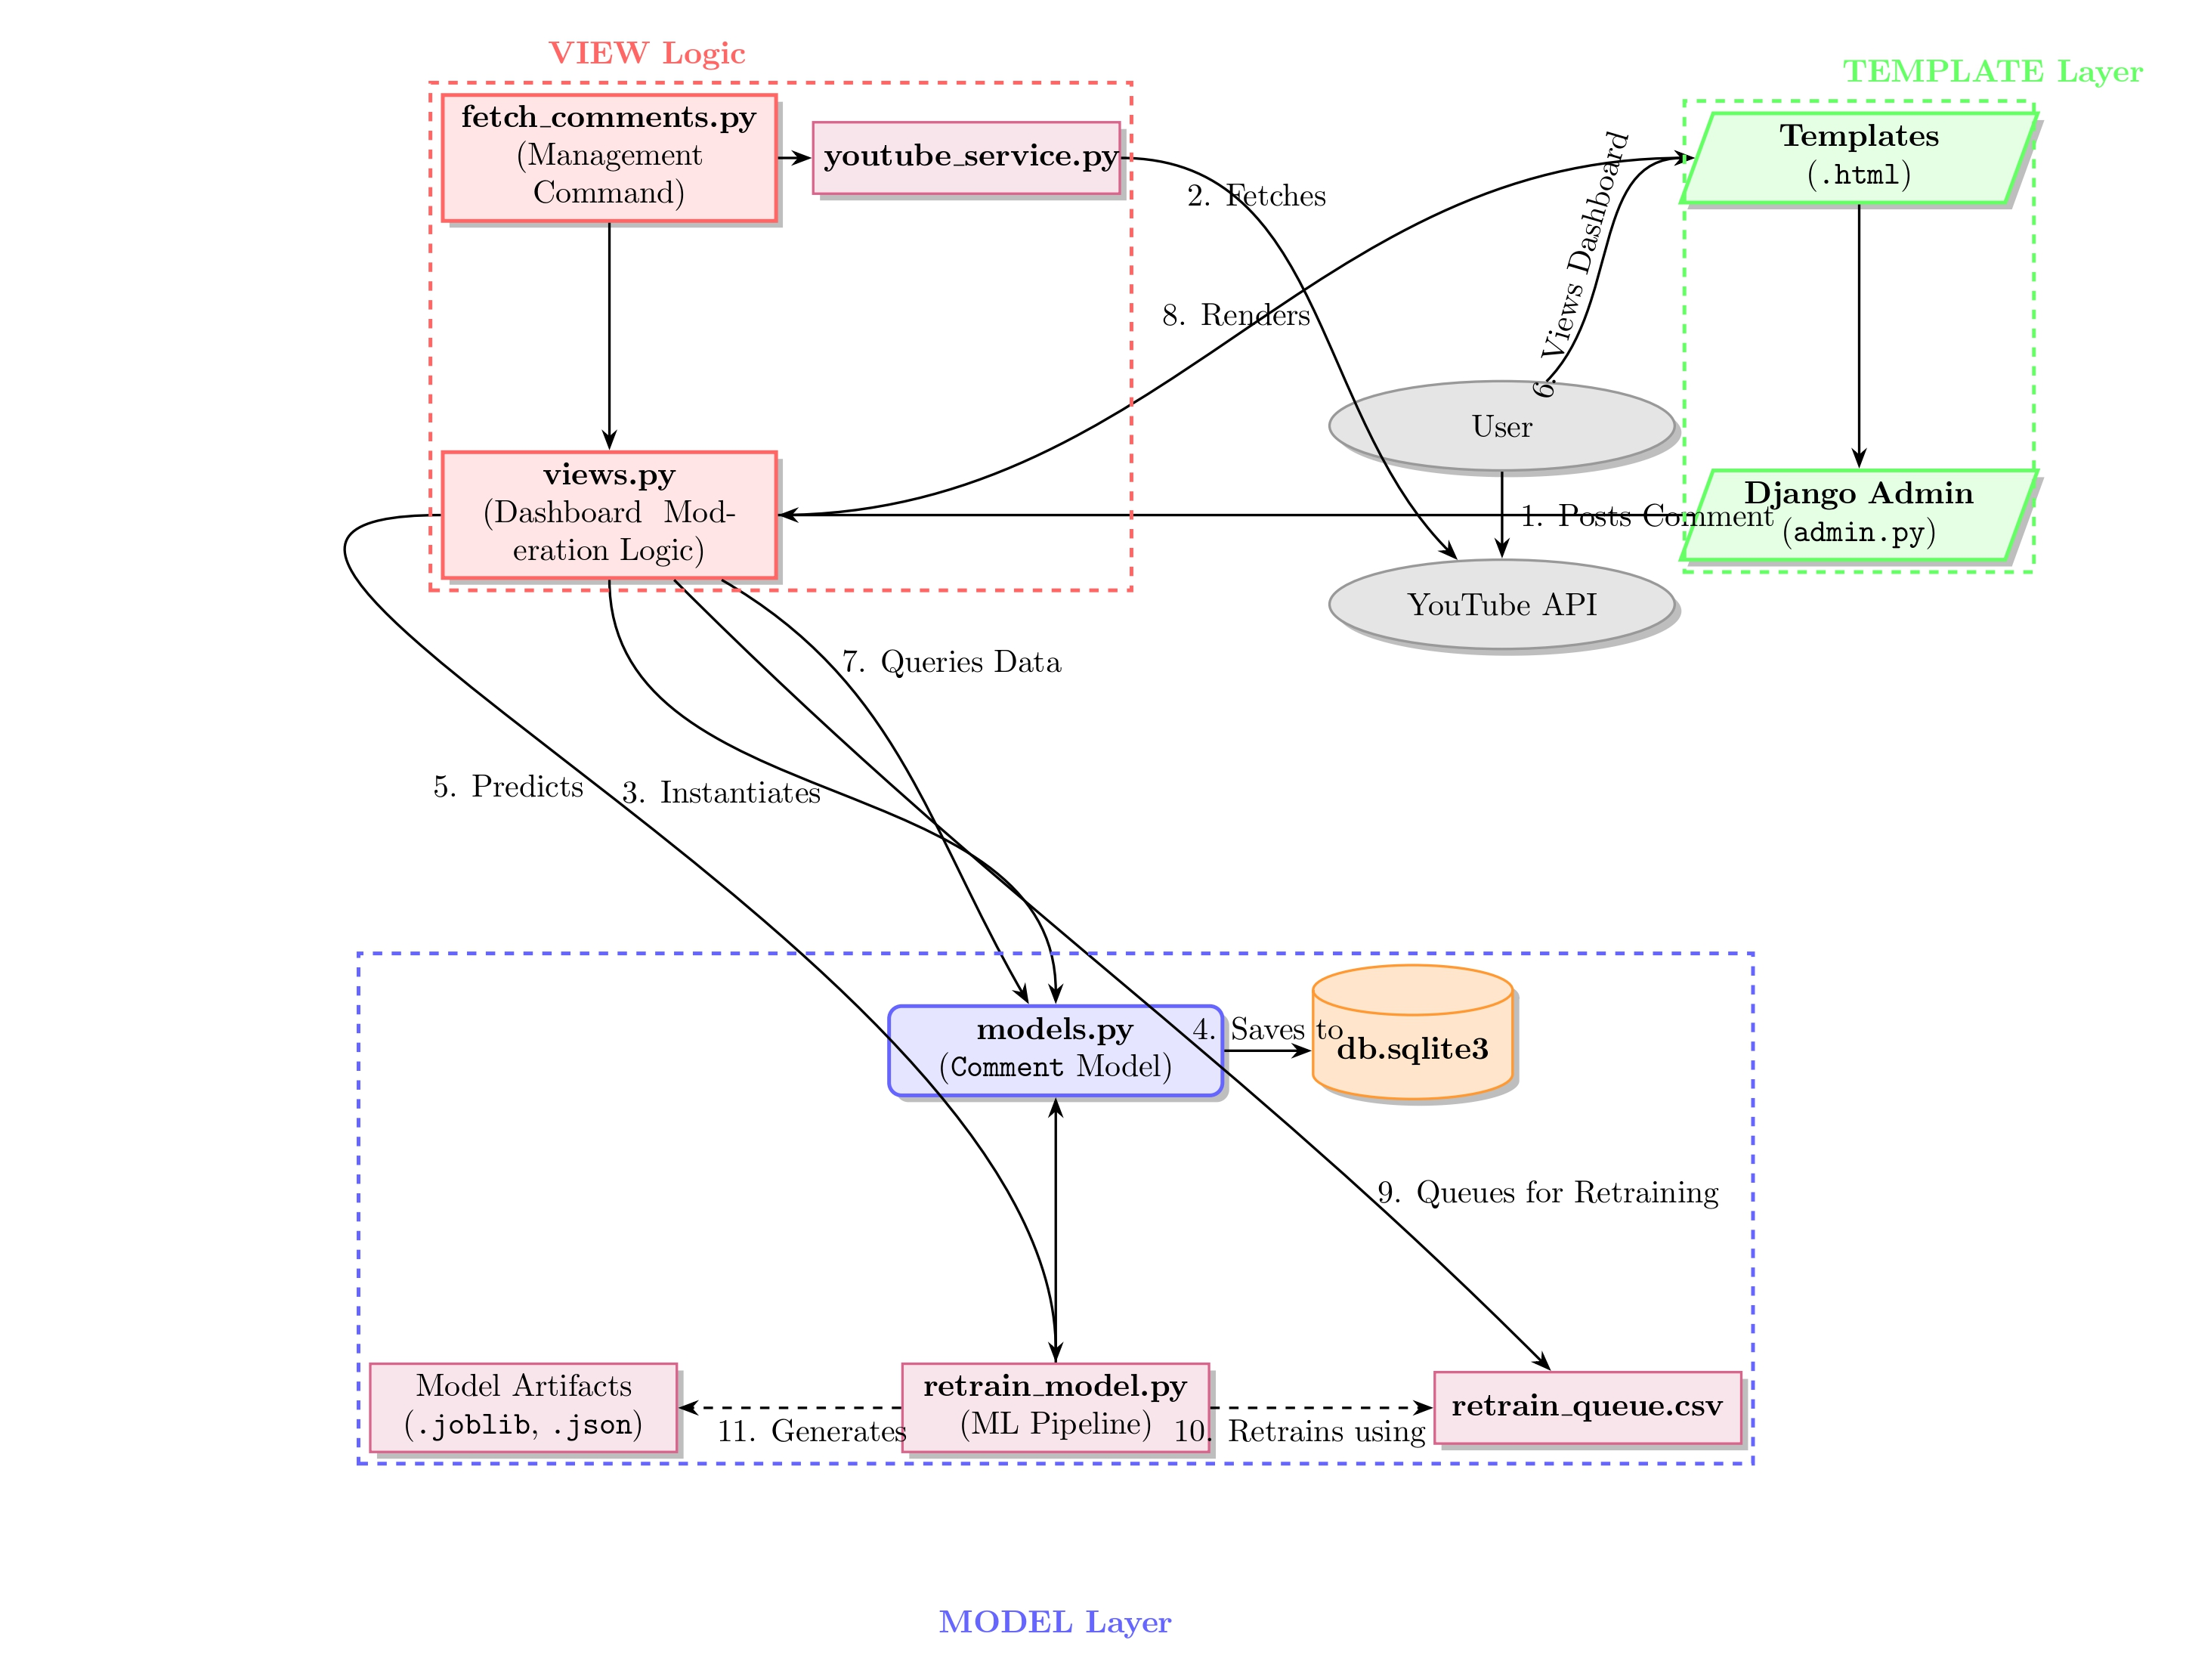 VIEW Logic
TEMPLATE Layer
fetch_comments.py
(Management
Command)
youtube_service.py
Templates
(.html)
2. Fetches
6. Views Dashboard
8. Renders
User
views.py
(Dashboard Mod-
eration Logic)
1. Posts Comment
Django Admin
(admin.py)
YouTube API
7. Queries Data
5. Predicts
3. Instantiates
models.py
(Comment Model)
4. Saves to
db.sqlite3
9. Queues for Retraining
Model Artifacts
(.joblib, .json)
11. Generates
retrain_model.py
(ML Pipeline)
10. Retrains using
retrain_queue.csv
MODEL Layer